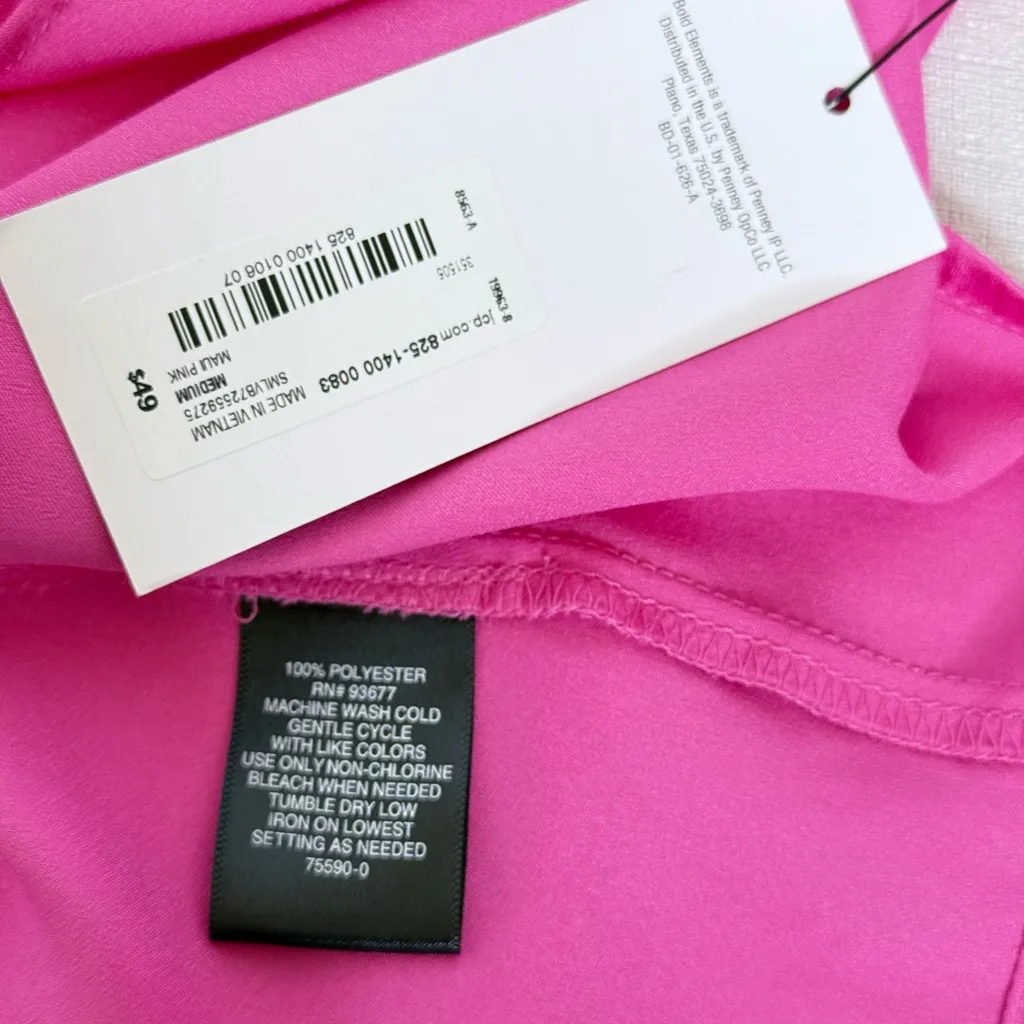 Bold Elements is a trademark of Penney IP LLC.
Distributed in the U.S. by Penney OpCo LLC
Plano, Texas 75024-3698
BD-01-626-A
8563-A
825 1400 0106 07
351505
19963-8
jcp.com 825-1400 0083
$49
MAUI PINK
MEDIUM
SMLVB72559275
MADE IN VIETNAM
100% POLYESTER
RN# 93677
MACHINE WASH COLD
GENTLE CYCLE
WITH LIKE COLORS
USE ONLY NON-CHLORINE
BLEACH WHEN NEEDED
TUMBLE DRY LOW
IRON ON LOWEST
SETTING AS NEEDED
75590-0